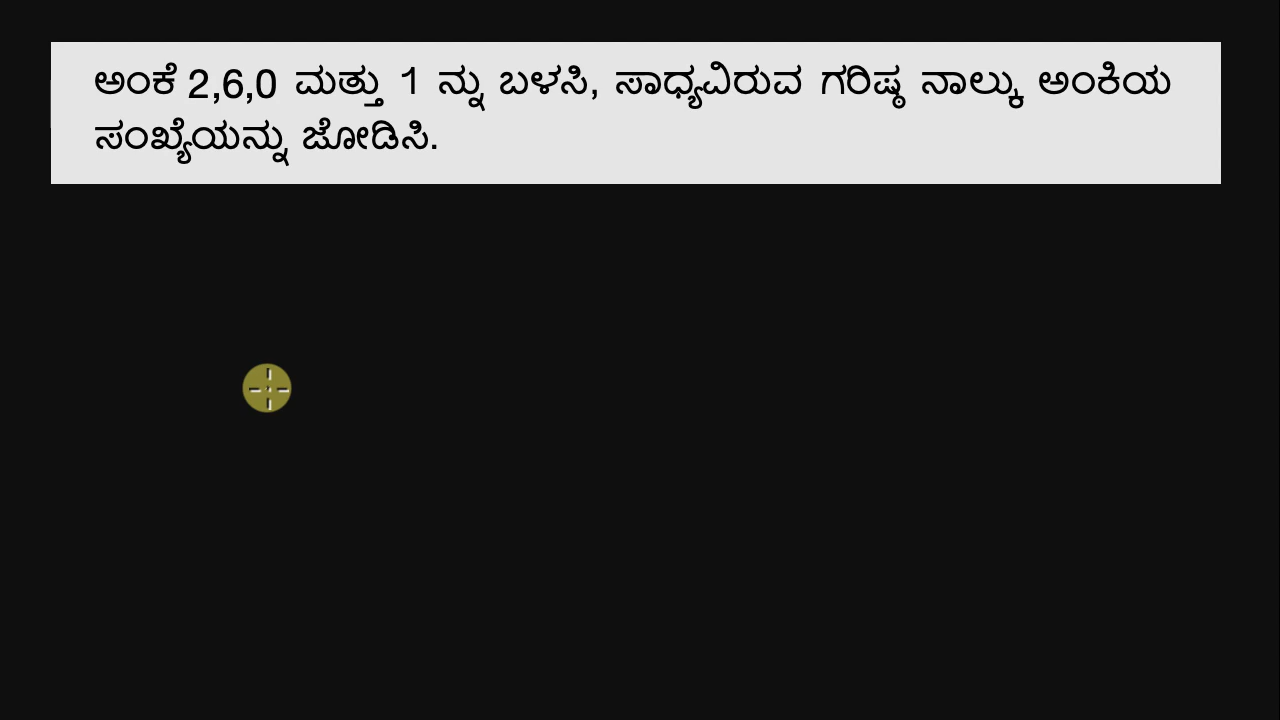 ಅಂಕೆ 2,6,0 ಮತ್ತು 1 ನ್ನು ಬಳಸಿ, ಸಾಧ್ಯವಿರುವ ಗರಿಷ್ಠ ನಾಲ್ಕು ಅಂಕಿಯ
ಸಂಖ್ಯೆಯನ್ನು ಜೋಡಿಸಿ.